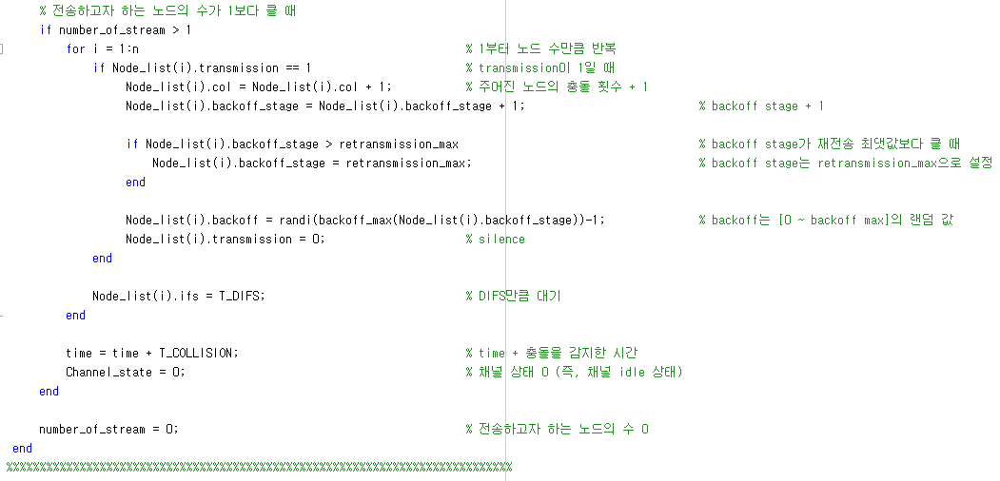 % 전송하고자 하는 노드의 수가 1보다 클 때
if number_of_stream > 1
for i = 1:n % 1부터 노드 수만큼 반복
if Node_list(i).transmission == 1 % transmission이 1일 때
Node_list(i).col = Node_list(i).col + 1; % 주어진 노드의 충돌 횟수 + 1
Node_list(i).backoff_stage = Node_list(i).backoff_stage + 1; % backoff stage + 1
if Node_list(i).backoff_stage > retransmission_max % backoff stage가 재전송 최댓값보다 클 때
Node_list(i).backoff_stage = retransmission_max; % backoff stage는 retransmission_max으로 설정
end
Node_list(i).backoff = randi(backoff_max(Node_list(i).backoff_stage))-1; % backoff는 [0 ~ backoff max]의 랜덤 값
Node_list(i).transmission = 0; % silence
end
Node_list(i).ifs = T_DIFS; % DIFS만큼 대기
end
time = time + T_COLLISION; % time + 충돌을 감지한 시간
Channel_state = 0; % 채널 상태 0 (즉, 채널 idle 상태)
end
number_of_stream = 0; % 전송하고자 하는 노드의 수 0
end
%%%%%%%%%%%%%%%%%%%%%%%%%%%%%%%%%%%%%%%%%%%%%%%%%%%%%%%%%%%%%%%%%%%%%%%%%%%%%%